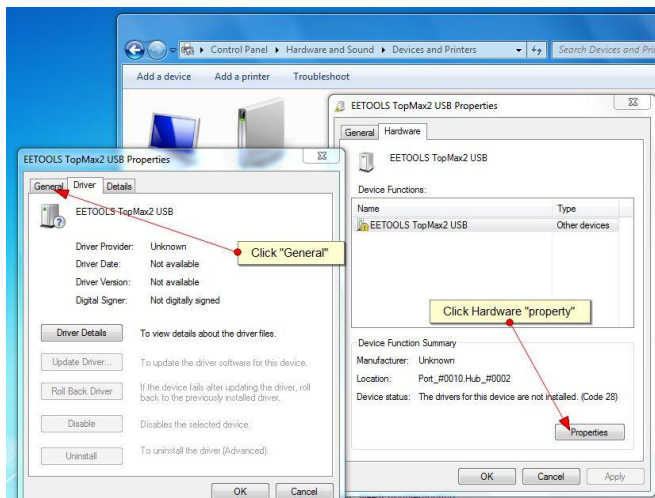 Control Panel ▸ Hardware and Sound ▸ Devices and Printers
Search Devices and Pri
Add a device Add a printer Troubleshoot
EETOOLS TopMax2 USB Properties
General Hardware
EETOOLS TopMax2 USB
Device Functions:
Name Type
EETOOLS TopMax2 USB Other devices
Click Hardware "property"
Device Function Summary
Manufacturer: Unknown
Location: Port_#0010.Hub_#0002
Device status: The drivers for this device are not installed. (Code 28)
Properties
OK Cancel Apply
EETOOLS TopMax2 USB Properties
General Driver Details
EETOOLS TopMax2 USB
Driver Provider: Unknown
Click "General"
Driver Date: Not available
Driver Version: Not available
Digital Signer: Not digitally signed
Driver Details To view details about the driver files.
Update Driver... To update the driver software for this device.
Roll Back Driver If the device fails after updating the driver, roll
back to the previously installed driver.
Disable Disables the selected device.
Uninstall To uninstall the driver (Advanced).
OK Cancel